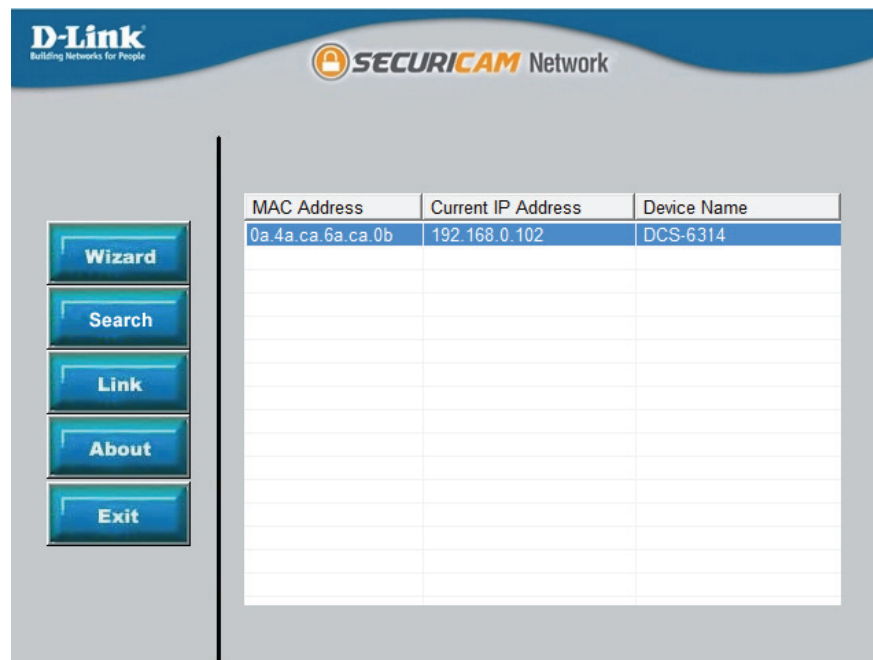 D-Link
Building Networks for People
SECURICAM Network
MAC Address Current IP Address Device Name
0a.4a.ca.6a.ca.0b 192.168.0.102 DCS-6314
Wizard
Search
Link
About
Exit